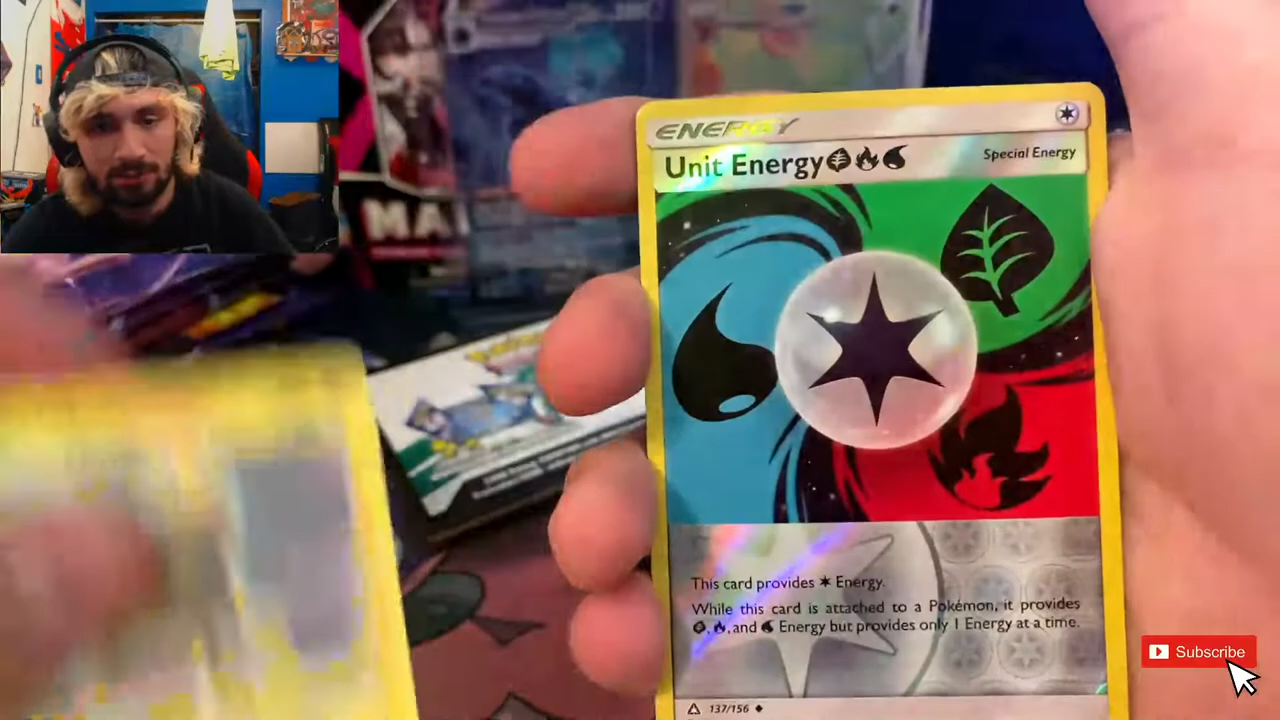 MA
ENERGY
Unit Energy
Special Energy
This card provides Energy.
While this card is attached to a Pokémon, it provides
, , and Energy but provides only 1 Energy at a time.
137/156
Subscribe